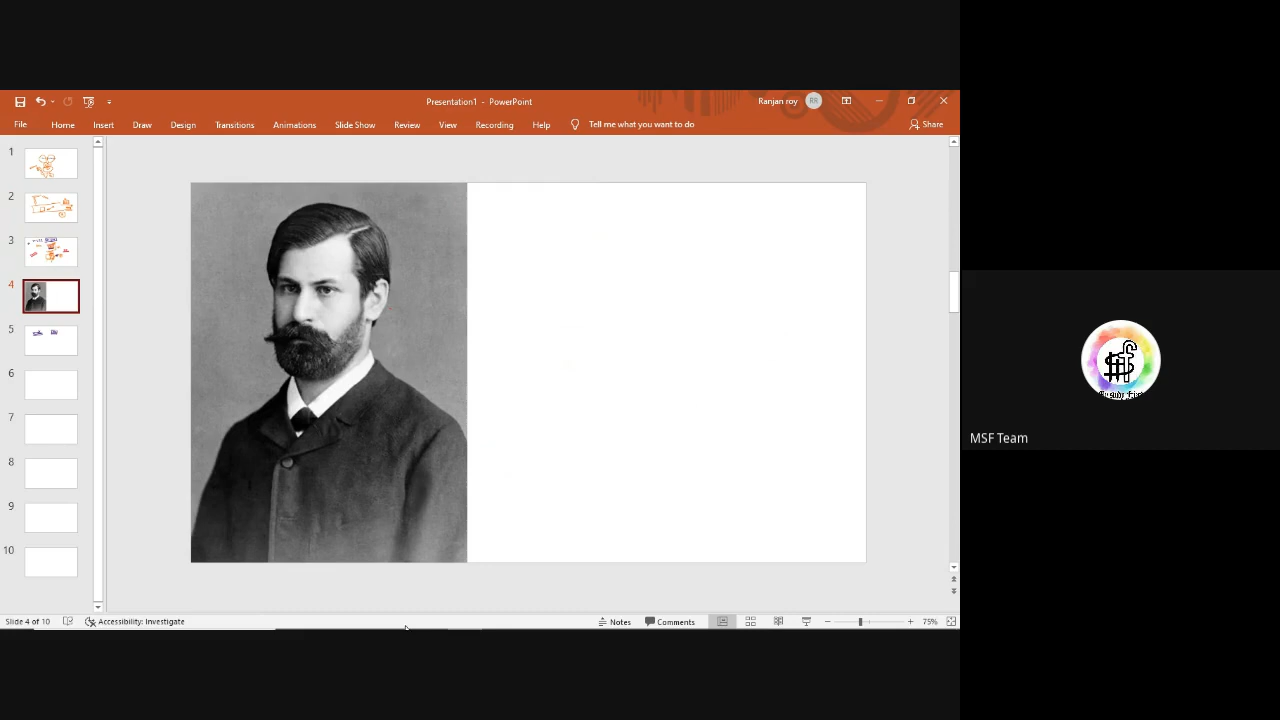 Presentation1 - PowerPoint
Ranjan roy
RR
File Home Insert Draw Design Transitions Animations Slide Show Review View Recording Help Tell me what you want to do
Share
1
2
3
4
5
6
7
8
9
10
MSF Team
Slide 4 of 10
Accessibility: Investigate
Notes
Comments
75%